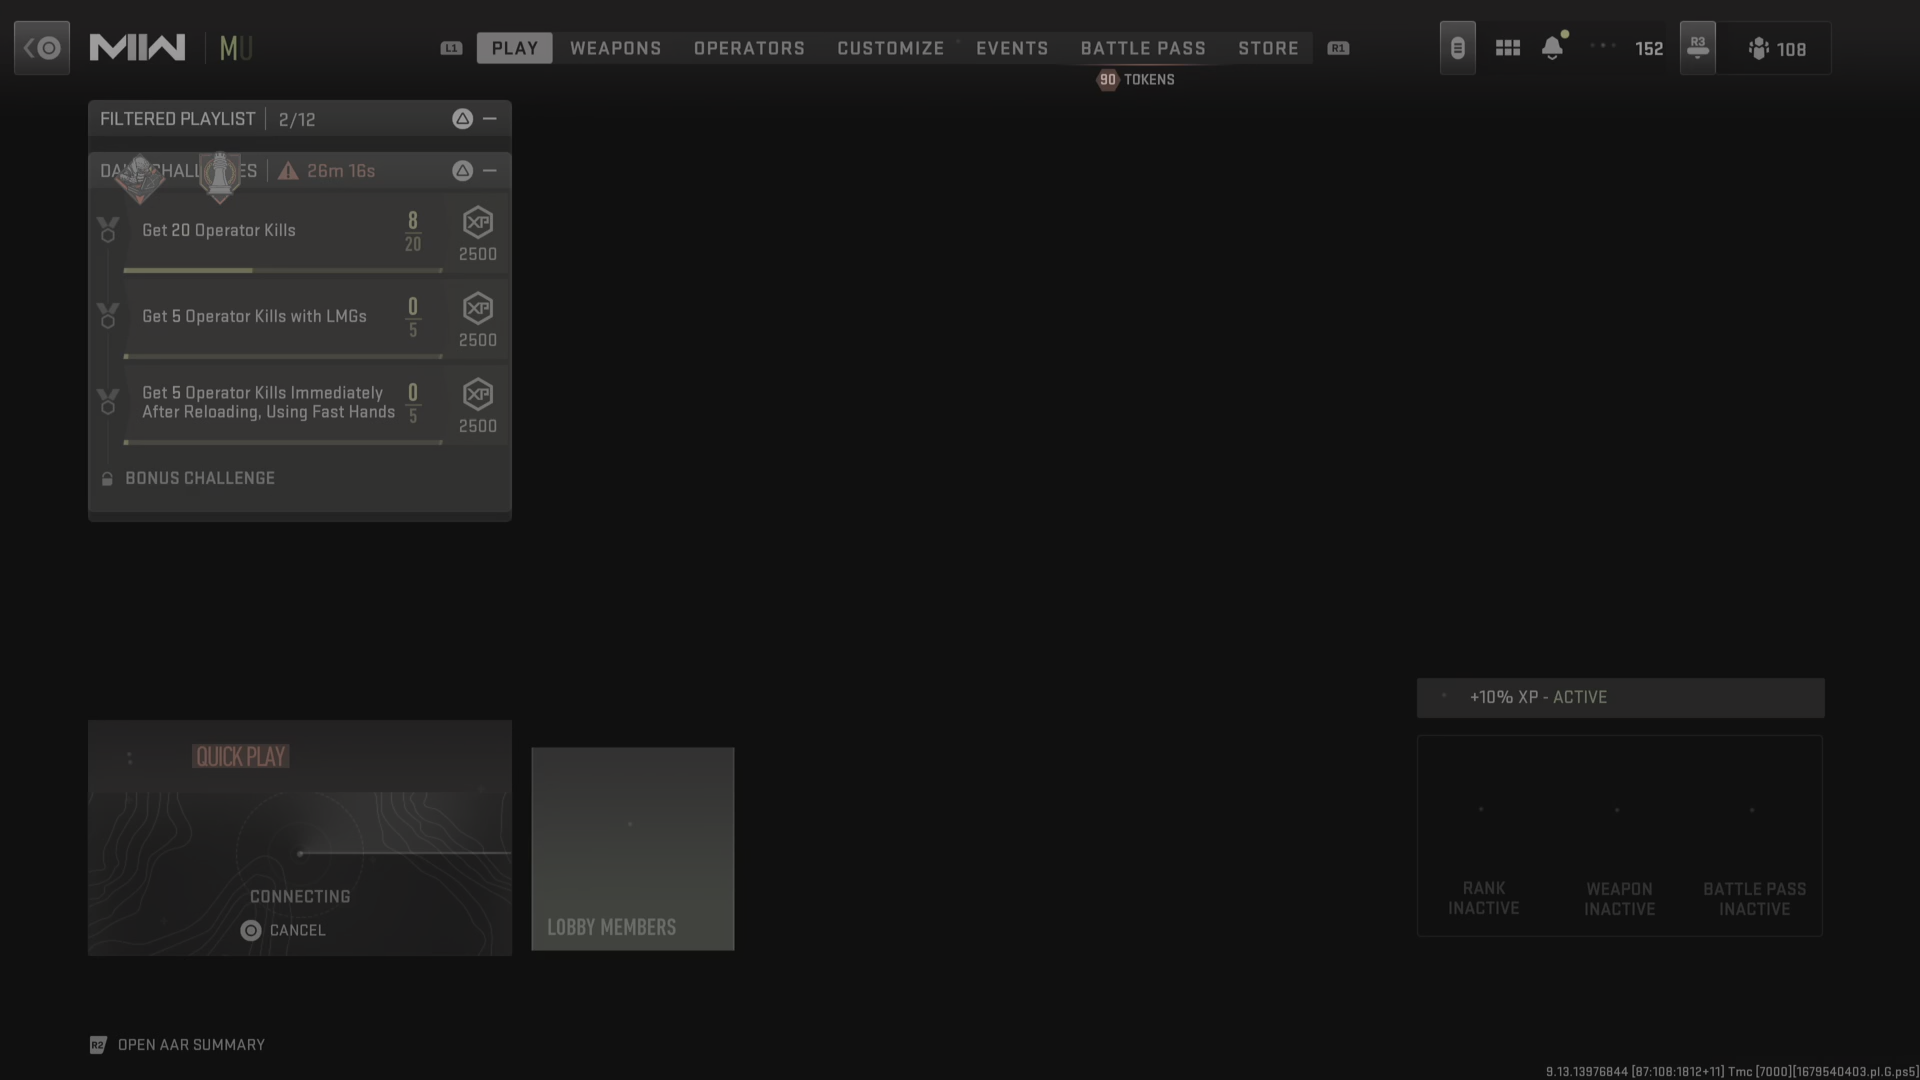 MW MU
L1 PLAY WEAPONS OPERATORS CUSTOMIZE EVENTS BATTLE PASS STORE R1
152 R3 108
90 TOKENS
FILTERED PLAYLIST 2/12
26m 16s
Get 20 Operator Kills
8
20
XP
2500
Get 5 Operator Kills with LMGs
0
5
XP
2500
Get 5 Operator Kills Immediately
After Reloading, Using Fast Hands
0
5
XP
2500
BONUS CHALLENGE
+10% XP - ACTIVE
QUICK PLAY
CONNECTING
CANCEL
LOBBY MEMBERS
RANK
INACTIVE
WEAPON
INACTIVE
BATTLE PASS
INACTIVE
R2 OPEN AAR SUMMARY
9.13.13976844 [87:108:1812+11] Tmc [7000][1679540403.pl.G.ps5]